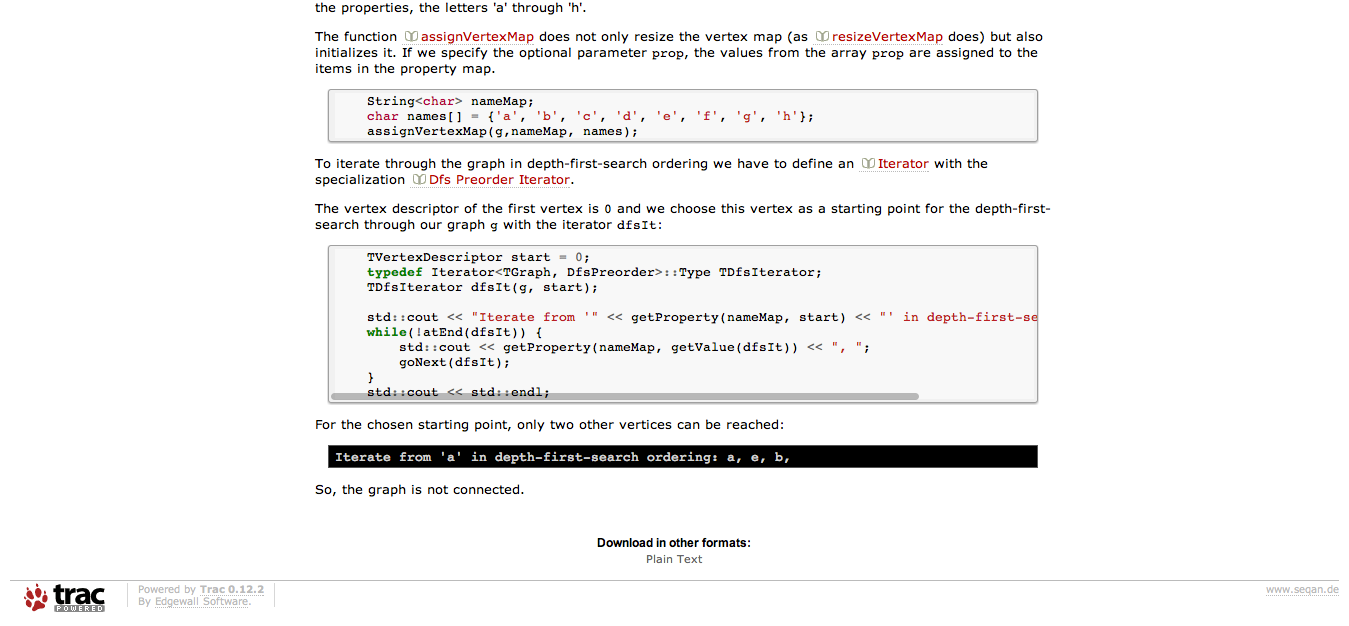 the properties, the letters 'a' through 'h'.
The function assignVertexMap does not only resize the vertex map (as resizeVertexMap does) but also
initializes it. If we specify the optional parameter prop, the values from the array prop are assigned to the
items in the property map.
String<char> nameMap;
char names[] = {'a', 'b', 'c', 'd', 'e', 'f', 'g', 'h'};
assignVertexMap(g,nameMap, names);
To iterate through the graph in depth-first-search ordering we have to define an Iterator with the
specialization Dfs Preorder Iterator.
The vertex descriptor of the first vertex is 0 and we choose this vertex as a starting point for the depth-first-
search through our graph g with the iterator dfsIt:
TVertexDescriptor start = 0;
typedef Iterator<TGraph, DfsPreorder>::Type TDfsIterator;
TDfsIterator dfsIt(g, start);
std::cout << "Iterate from '" << getProperty(nameMap, start) << "' in depth-first-se
while(!atEnd(dfsIt)) {
    std::cout << getProperty(nameMap, getValue(dfsIt)) << ", ";
    goNext(dfsIt);
}
std::cout << std::endl;
For the chosen starting point, only two other vertices can be reached:
Iterate from 'a' in depth-first-search ordering: a, e, b,
So, the graph is not connected.
Download in other formats:
Plain Text
trac
POWERED
Powered by Trac 0.12.2
By Edgewall Software.
www.seqan.de